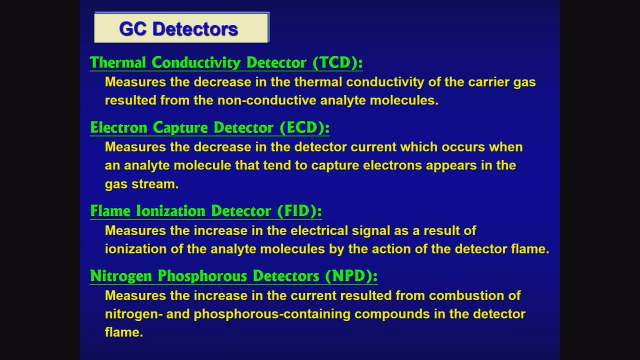 GC Detectors
Thermal Conductivity Detector (TCD):
Measures the decrease in the thermal conductivity of the carrier gas
resulted from the non-conductive analyte molecules.
Electron Capture Detector (ECD):
Measures the decrease in the detector current which occurs when
an analyte molecule that tend to capture electrons appears in the
gas stream.
Flame Ionization Detector (FID):
Measures the increase in the electrical signal as a result of
ionization of the analyte molecules by the action of the detector flame.
Nitrogen Phosphorous Detectors (NPD):
Measures the increase in the current resulted from combustion of
nitrogen- and phosphorous-containing compounds in the detector
flame.